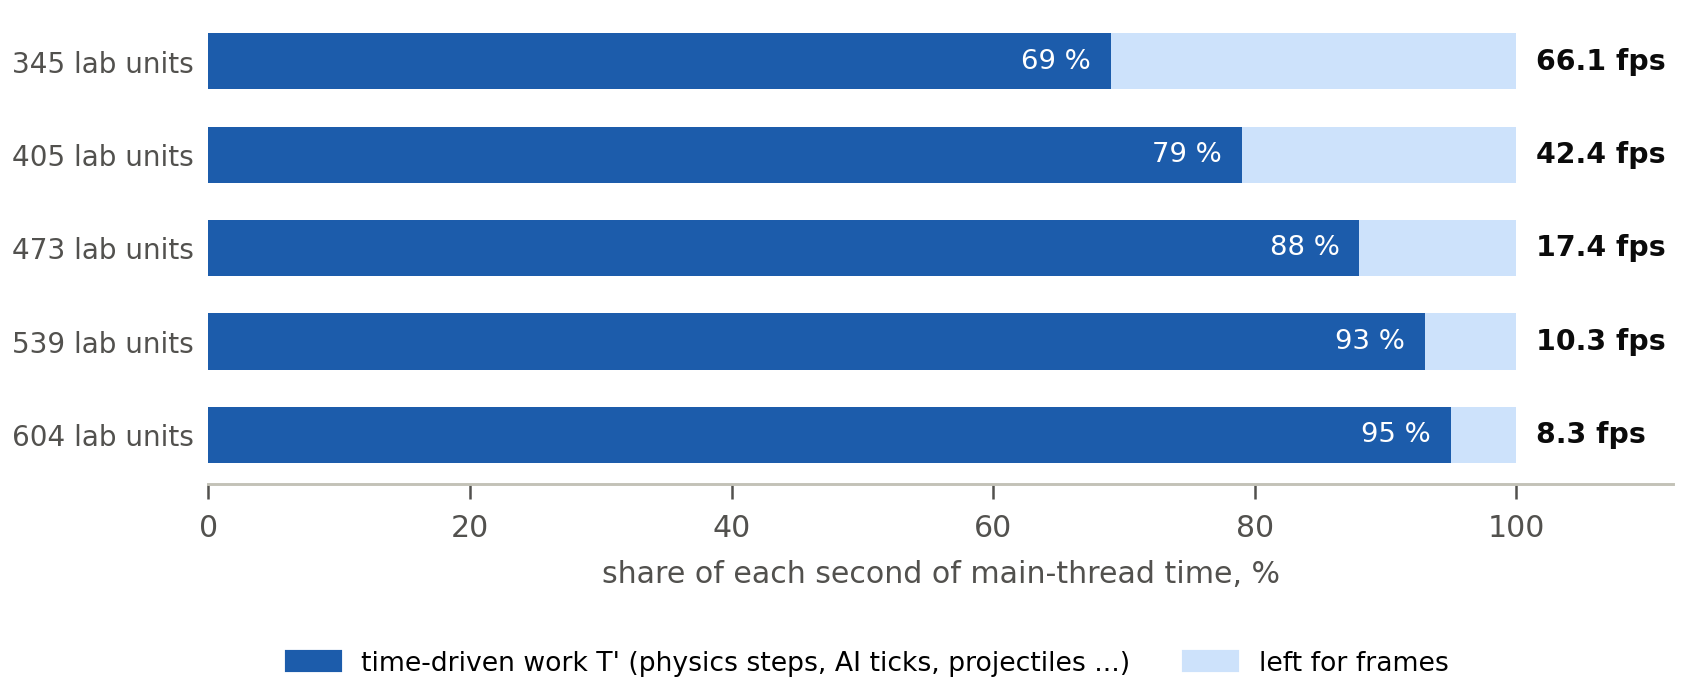 345 lab units 69 % 66.1 fps
405 lab units 79 % 42.4 fps
473 lab units 88 % 17.4 fps
539 lab units 93 % 10.3 fps
604 lab units 95 % 8.3 fps
0 20 40 60 80 100
share of each second of main-thread time, %
time-driven work T' (physics steps, AI ticks, projectiles ...) left for frames